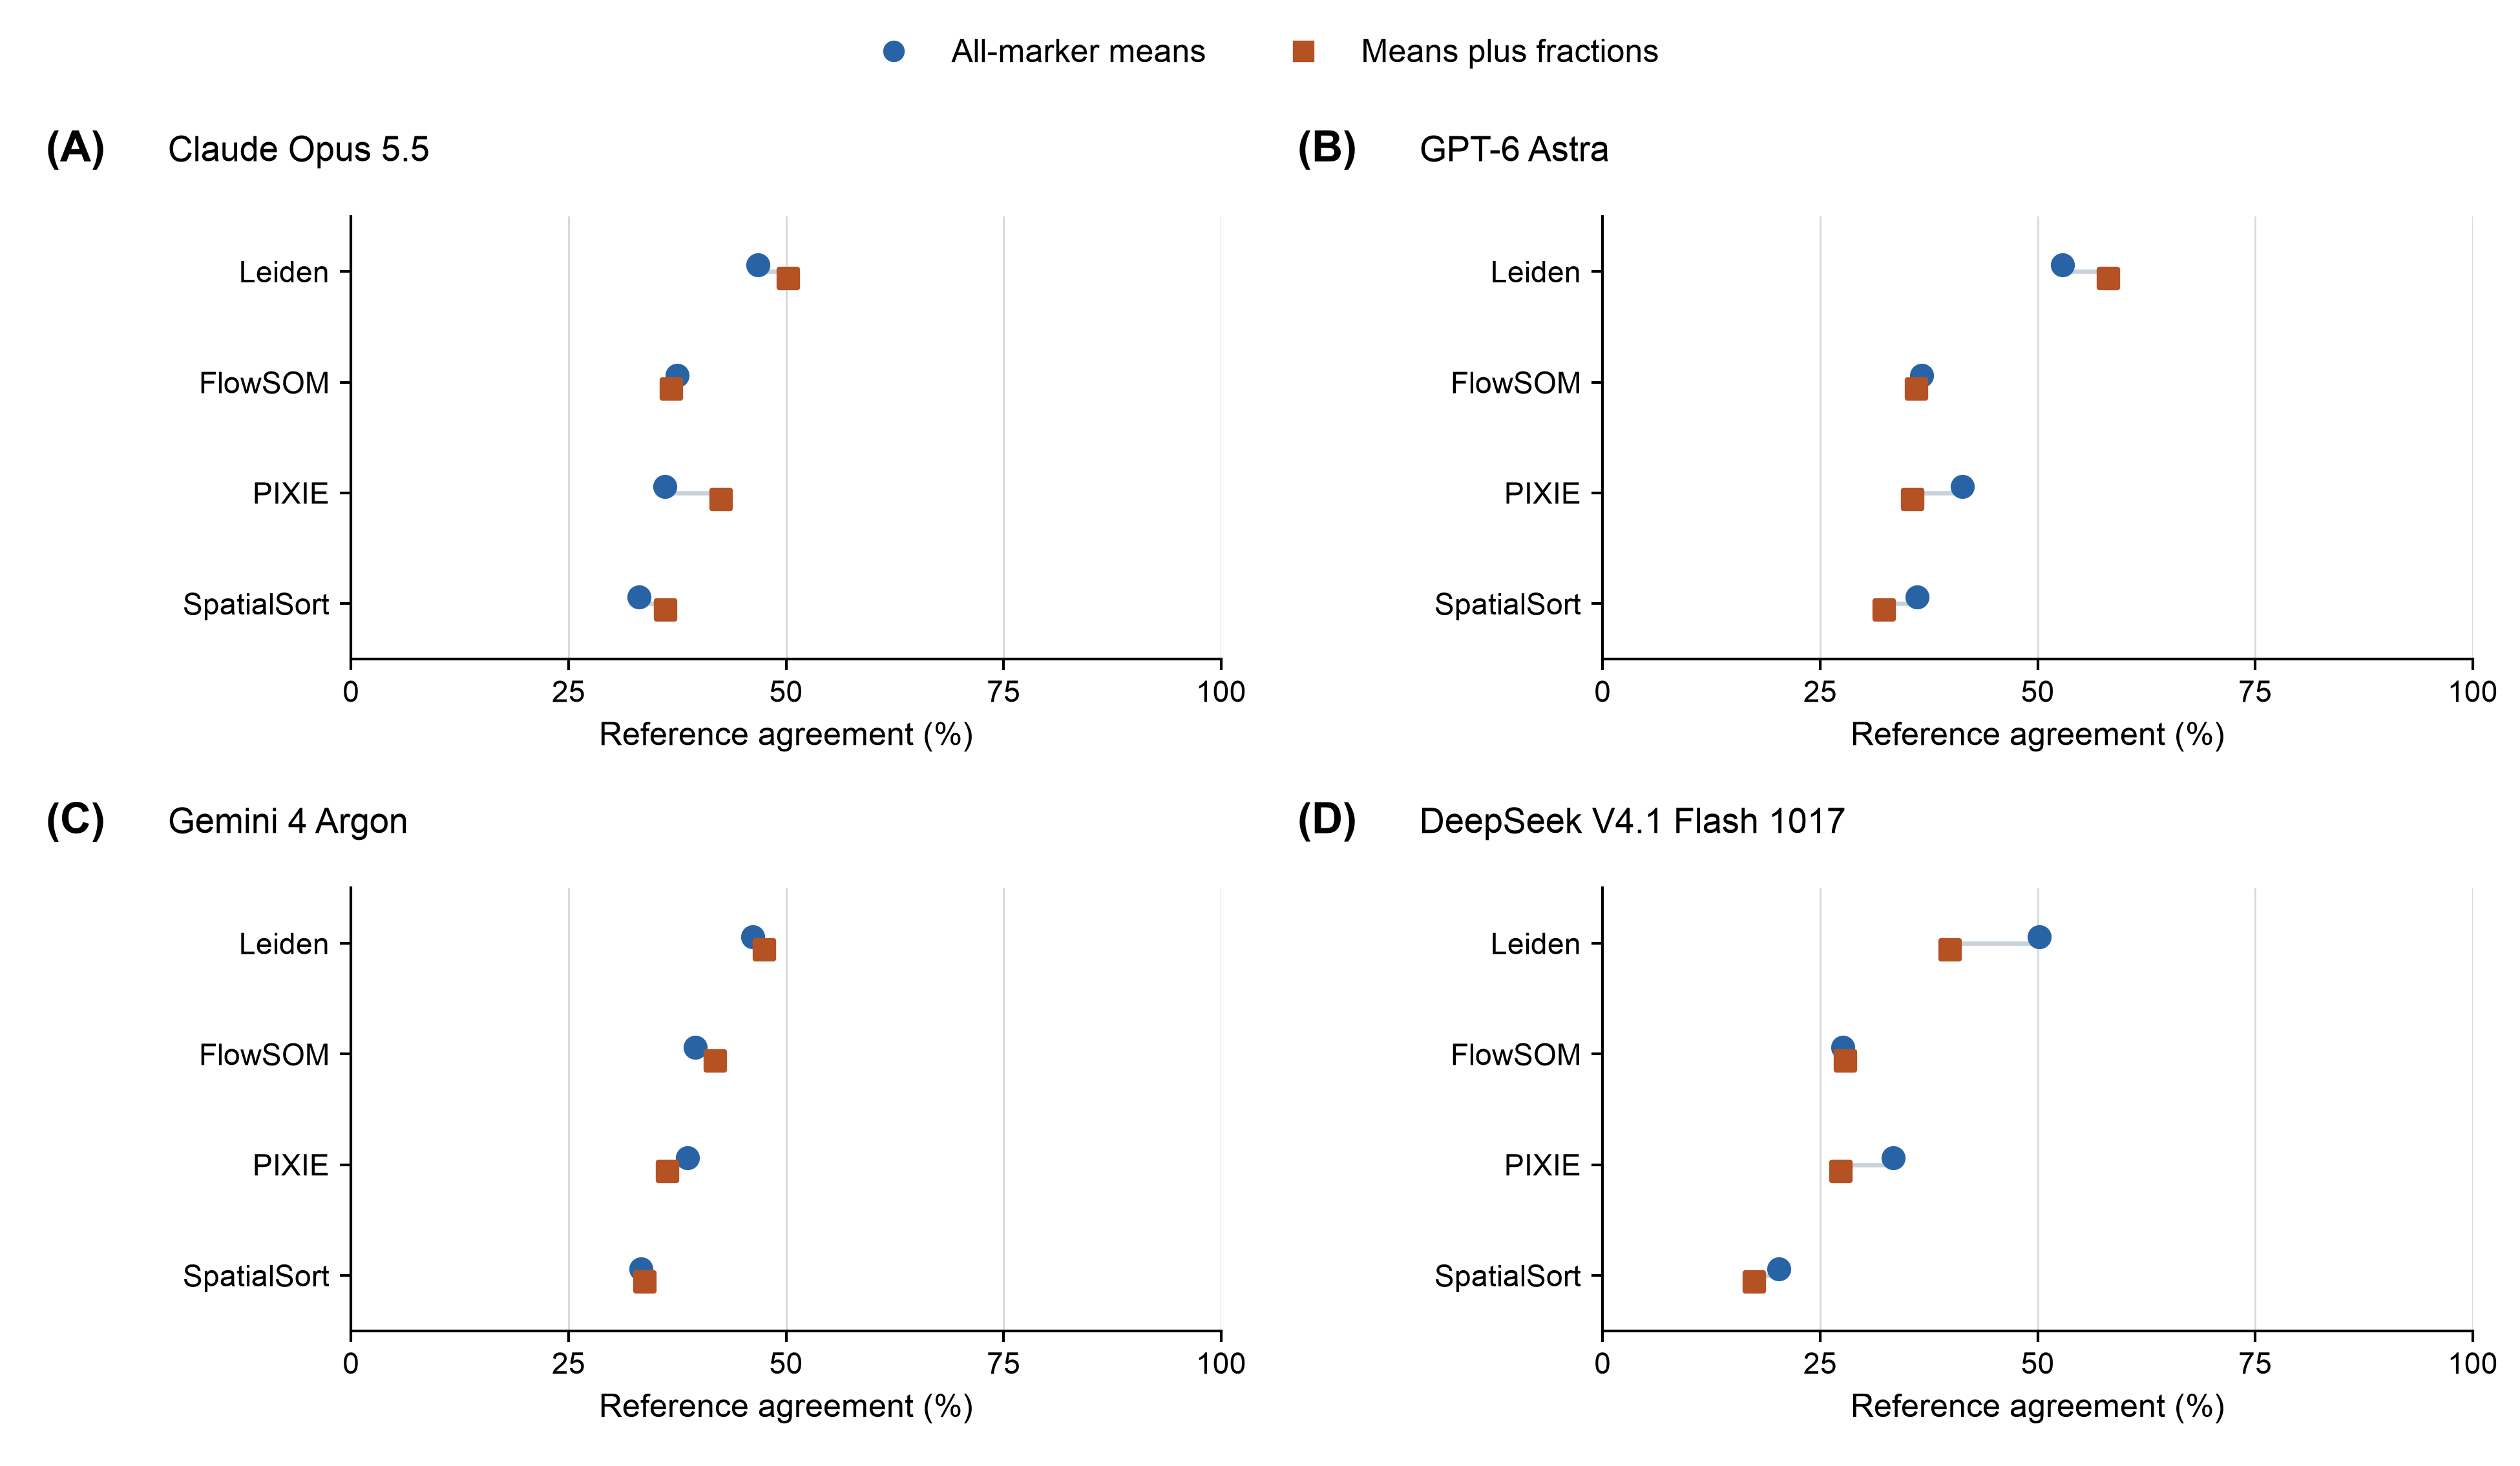 All-marker means Means plus fractions
(A) Claude Opus 5.5
Leiden
FlowSOM
PIXIE
SpatialSort
0 25 50 75 100
Reference agreement (%)
(B) GPT-6 Astra
Leiden
FlowSOM
PIXIE
SpatialSort
0 25 50 75 100
Reference agreement (%)
(C) Gemini 4 Argon
Leiden
FlowSOM
PIXIE
SpatialSort
0 25 50 75 100
Reference agreement (%)
(D) DeepSeek V4.1 Flash 1017
Leiden
FlowSOM
PIXIE
SpatialSort
0 25 50 75 100
Reference agreement (%)